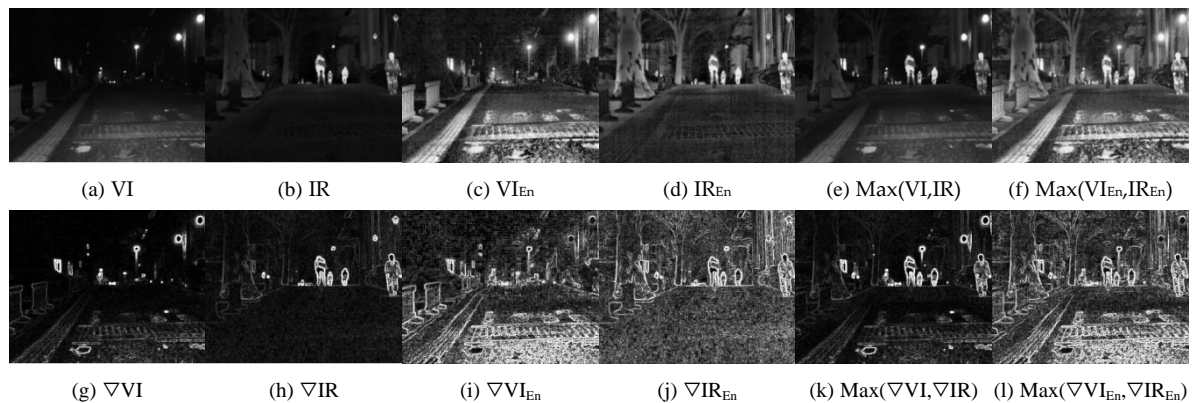 (a) VI (b) IR (c) VIEn (d) IREn (e) Max(VI,IR) (f) Max(VIEn,IREn)
(g) ▽VI (h) ▽IR (i) ▽VIEn (j) ▽IREn (k) Max(▽VI,▽IR) (l) Max(▽VIEn,▽IREn)